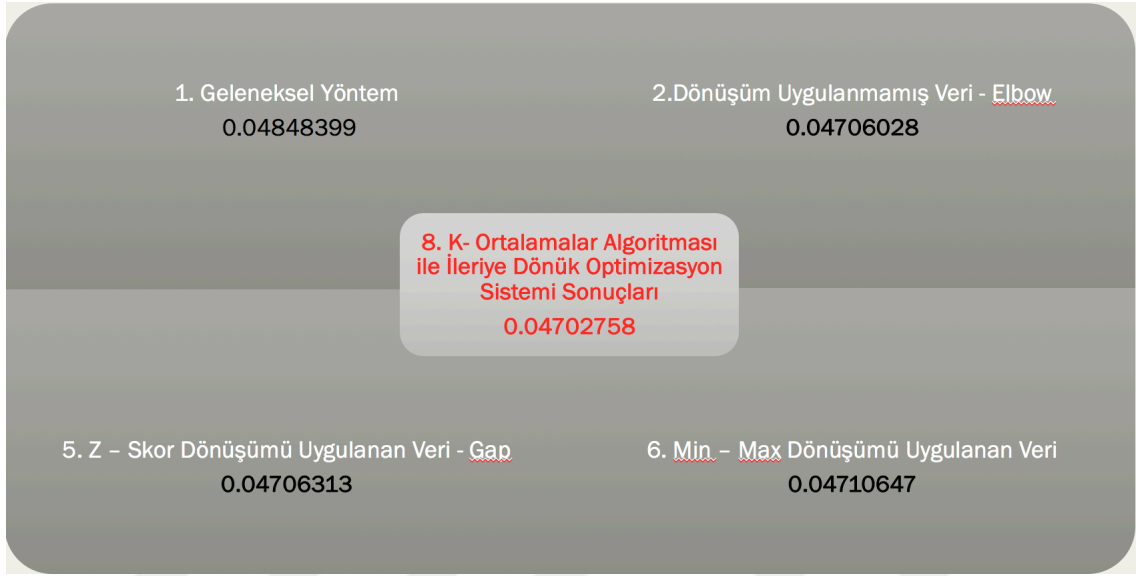 1. Geleneksel Yöntem
0.04848399
2.Dönüşüm Uygulanmamış Veri - Elbow
0.04706028
8. K- Ortalamalar Algoritması
ile İleriye Dönük Optimizasyon
Sistemi Sonuçları
0.04702758
5. Z – Skor Dönüşümü Uygulanan Veri - Gap
0.04706313
6. Min – Max Dönüşümü Uygulanan Veri
0.04710647